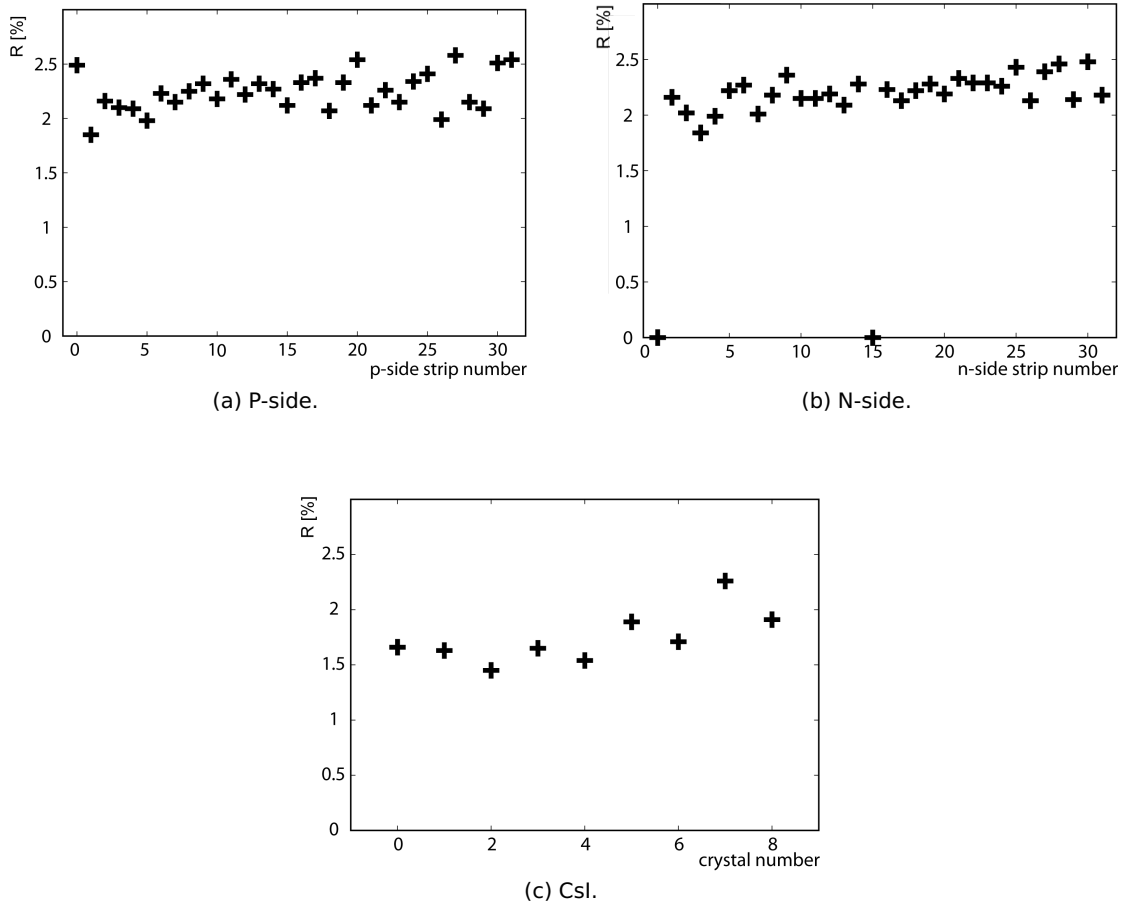 R [%]
2.5
2
1.5
1
0.5
0
0 5 10 15 20 25 30
p-side strip number
(a) P-side.
R [%]
2.5
2
1.5
1
0.5
0
0 5 10 15 20 25 30
n-side strip number
(b) N-side.
R [%]
2.5
2
1.5
1
0.5
0
0 2 4 6 8
crystal number
(c) CsI.